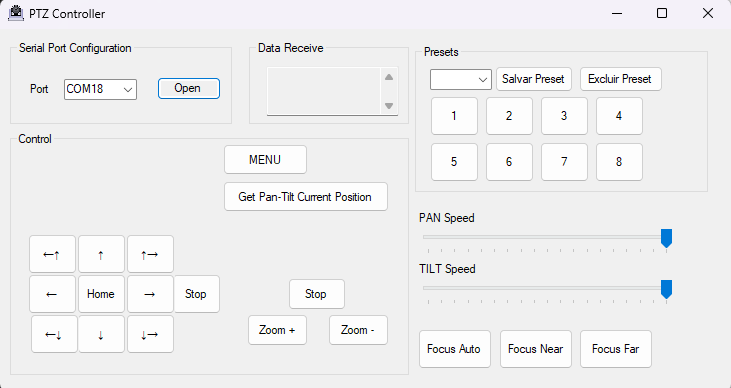 PTZ Controller
Serial Port Configuration
Port COM18 Open
Data Receive
Presets
Salvar Preset Excluir Preset
1 2 3 4
5 6 7 8
Control
MENU
Get Pan-Tilt Current Position
←↑ ↑ ↑→
← Home → Stop
←↓ ↓ ↓→
Stop
Zoom + Zoom -
PAN Speed
TILT Speed
Focus Auto Focus Near Focus Far